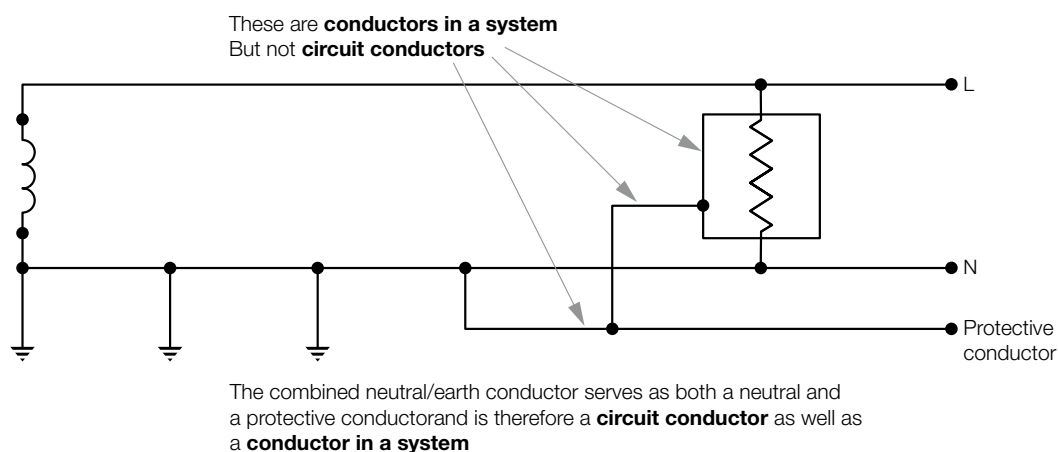 These are conductors in a system
But not circuit conductors
L
N
Protective
conductor
The combined neutral/earth conductor serves as both a neutral and
a protective conductorand is therefore a circuit conductor as well as
a conductor in a system